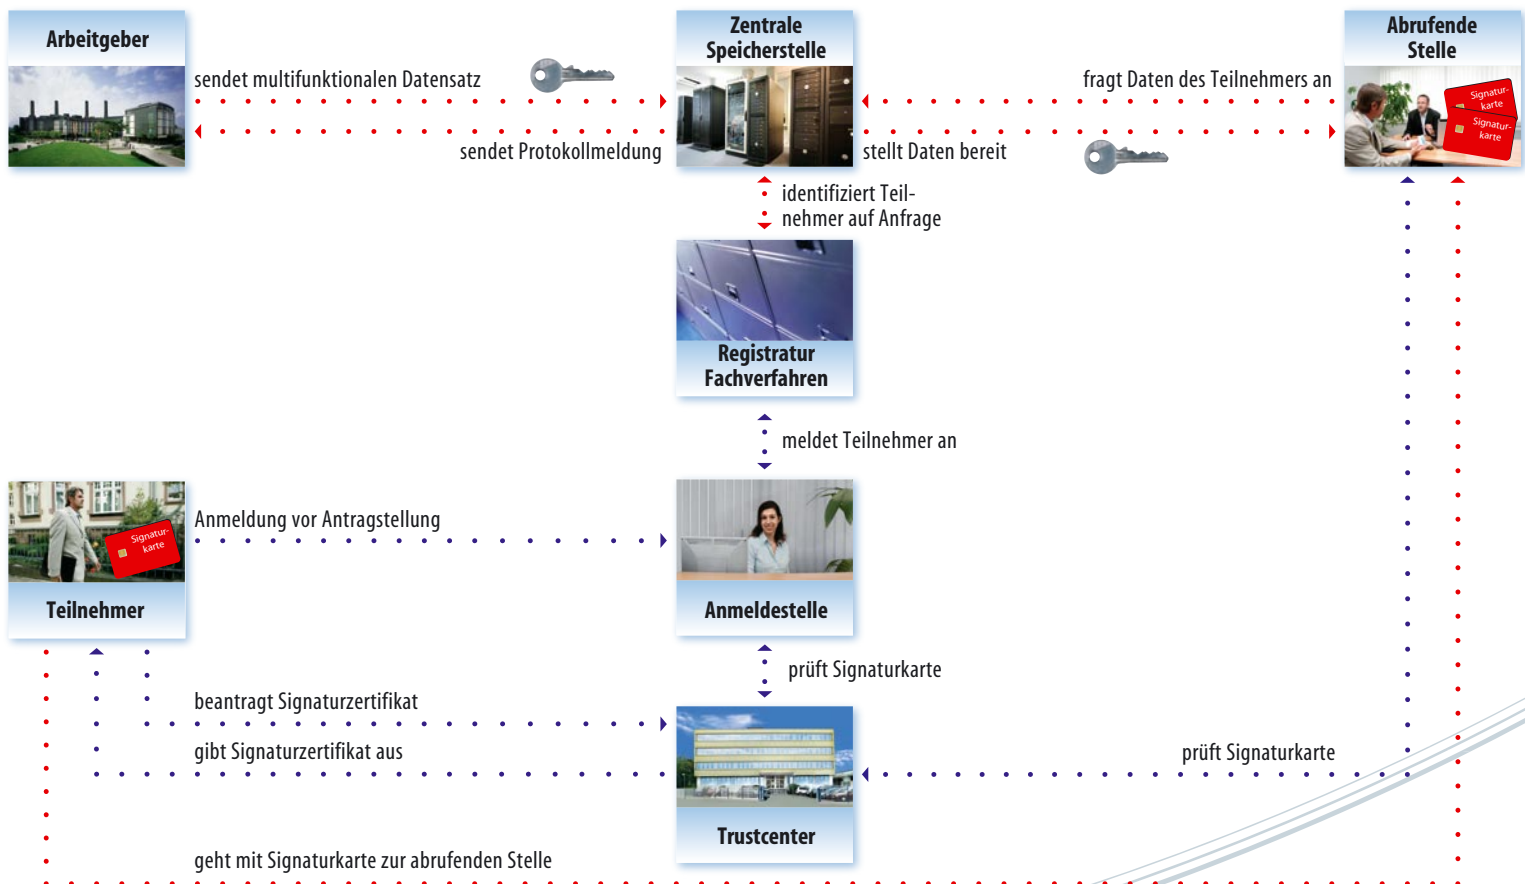 Arbeitgeber
Zentrale
Speicherstelle
Abrufende
Stelle
sendet multifunktionalen Datensatz
fragt Daten des Teilnehmers an
Signatur-
karte
Signatur-
karte
sendet Protokollmeldung
stellt Daten bereit
identifiziert Teil-
nehmer auf Anfrage
Registratur
Fachverfahren
meldet Teilnehmer an
Anmeldung vor Antragstellung
Signatur-
karte
Teilnehmer
Anmeldestelle
prüft Signaturkarte
beantragt Signaturzertifikat
gibt Signaturzertifikat aus
prüft Signaturkarte
Trustcenter
geht mit Signaturkarte zur abrufenden Stelle